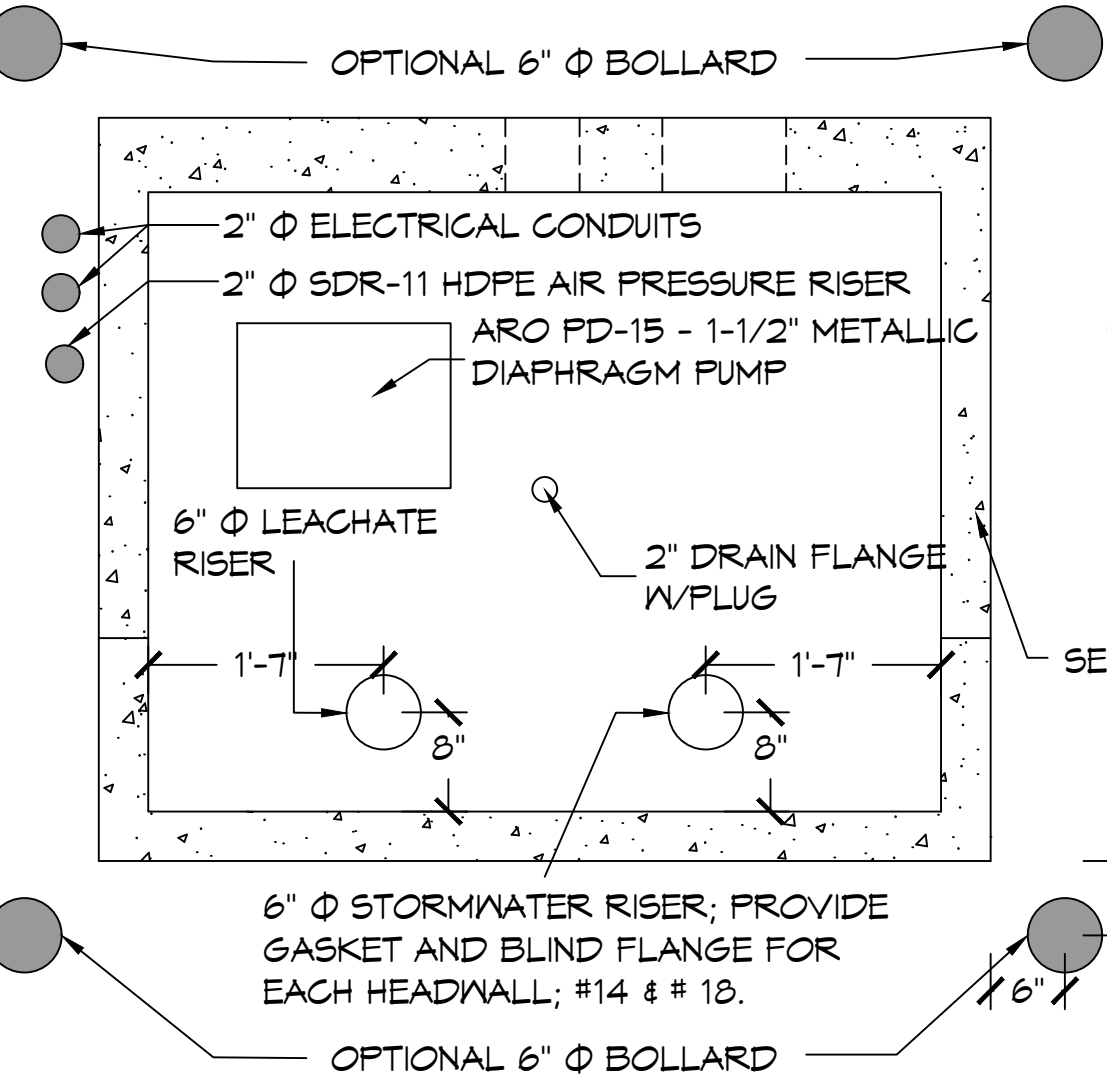 OPTIONAL 6" Φ BOLLARD
2" Φ ELECTRICAL CONDUITS
2" Φ SDR-11 HDPE AIR PRESSURE RISER
ARO PD-15 - 1-1/2" METALLIC
DIAPHRAGM PUMP
6" Φ LEACHATE
RISER
2" DRAIN FLANGE
W/PLUG
1'-7"
1'-7"
SE
8"
8"
6" Φ STORMWATER RISER; PROVIDE
GASKET AND BLIND FLANGE FOR
EACH HEADWALL; #14 & # 18.
6"
OPTIONAL 6" Φ BOLLARD